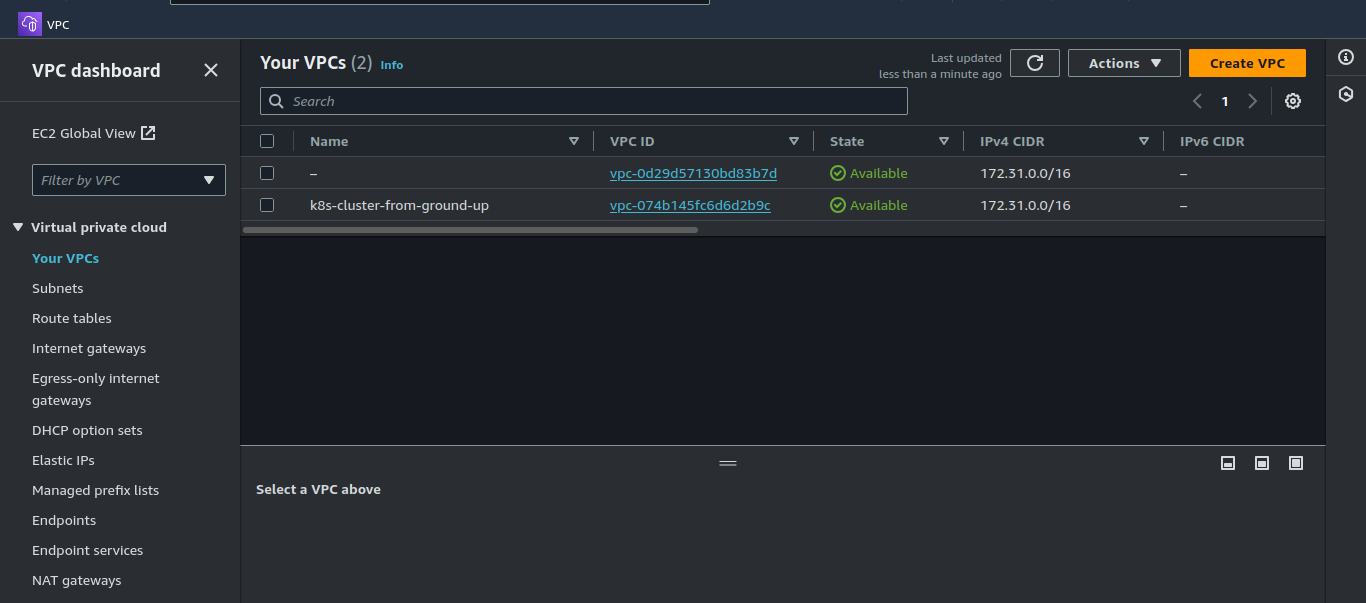 VPC
VPC dashboard
EC2 Global View
Filter by VPC
Virtual private cloud
Your VPCs
Subnets
Route tables
Internet gateways
Egress-only internet
gateways
DHCP option sets
Elastic IPs
Managed prefix lists
Endpoints
Endpoint services
NAT gateways
Your VPCs (2) Info
Last updated
less than a minute ago
Actions
Create VPC
Search
1
Name VPC ID State IPv4 CIDR IPv6 CIDR
– vpc-0d29d57130bd83b7d Available 172.31.0.0/16 –
k8s-cluster-from-ground-up vpc-074b145fc6d6d2b9c Available 172.31.0.0/16 –
Select a VPC above